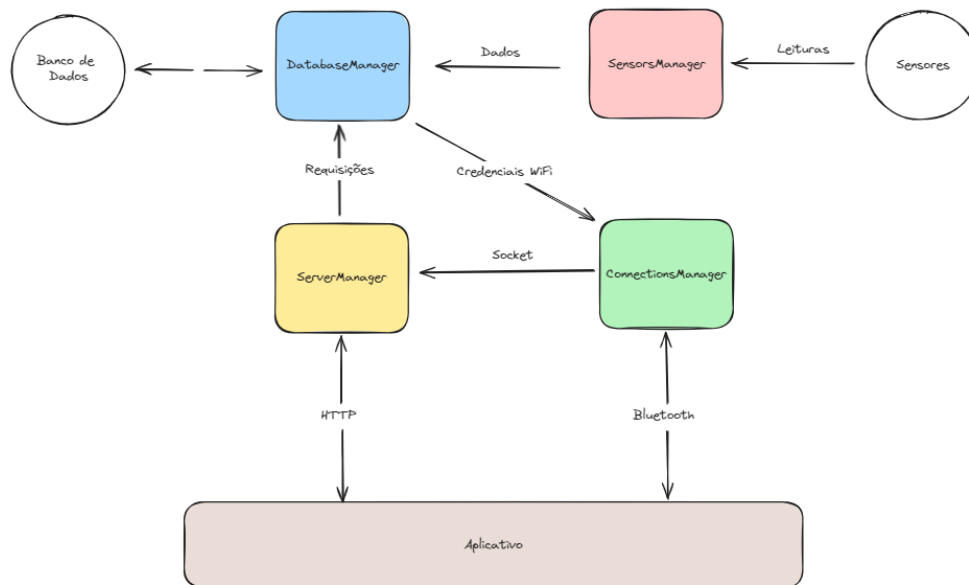 Banco de
Dados
DatabaseManager
Dados
SensorsManager
Leituras
Sensores
Requisições
Credenciais WiFi
ServerManager
Socket
ConnectionsManager
HTTP
Bluetooth
Aplicativo